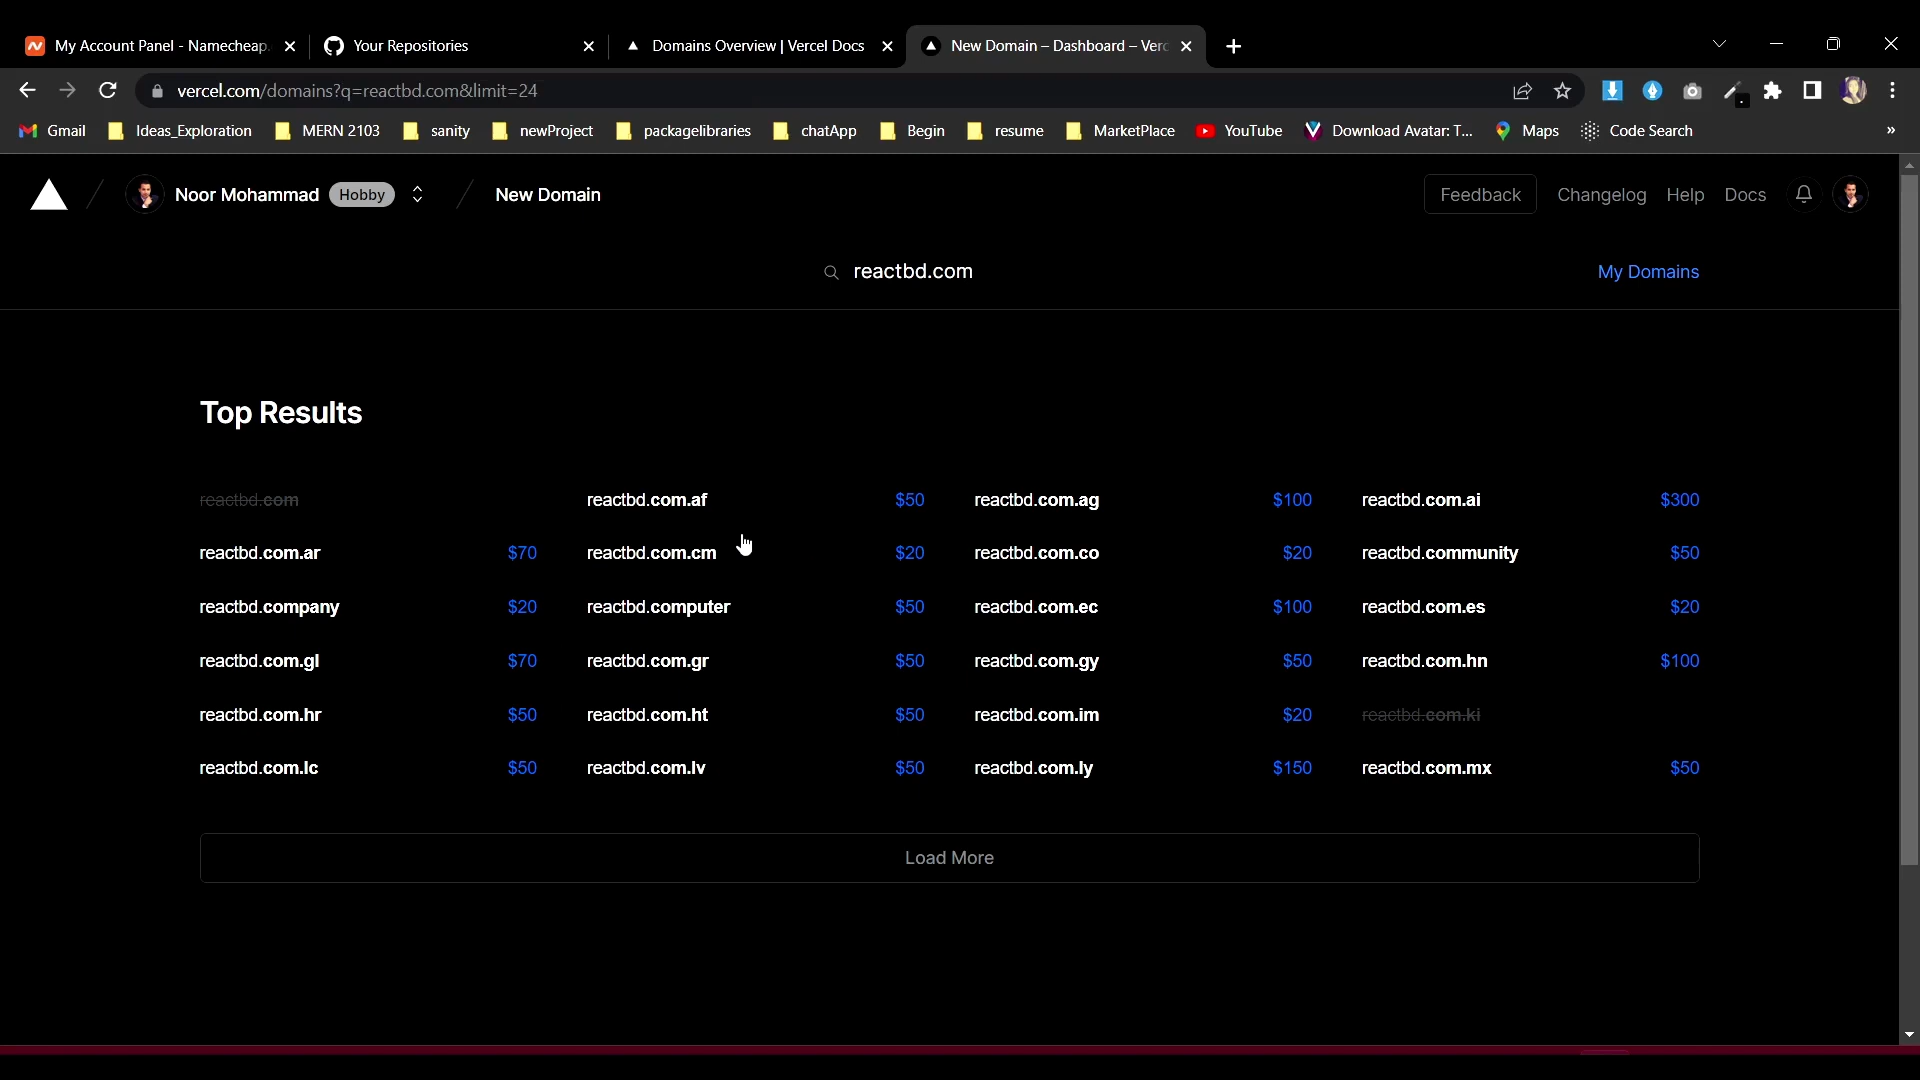 My Account Panel - Namecheap.
Your Repositories
Domains Overview | Vercel Docs
New Domain – Dashboard – Verc
vercel.com/domains?q=reactbd.com&limit=24
Gmail
Ideas_Exploration
MERN 2103
sanity
newProject
packagelibraries
chatApp
Begin
resume
MarketPlace
YouTube
Download Avatar: T...
Maps
Code Search
»
Noor Mohammad
Hobby
New Domain
Feedback
Changelog
Help
Docs
reactbd.com
My Domains
Top Results
reactbd.com
reactbd.com.af $50
reactbd.com.ag $100
reactbd.com.ai $300
reactbd.com.ar $70
reactbd.com.cm $20
reactbd.com.co $20
reactbd.community $50
reactbd.company $20
reactbd.computer $50
reactbd.com.ec $100
reactbd.com.es $20
reactbd.com.gl $70
reactbd.com.gr $50
reactbd.com.gy $50
reactbd.com.hn $100
reactbd.com.hr $50
reactbd.com.ht $50
reactbd.com.im $20
reactbd.com.ki
reactbd.com.lc $50
reactbd.com.lv $50
reactbd.com.ly $150
reactbd.com.mx $50
Load More